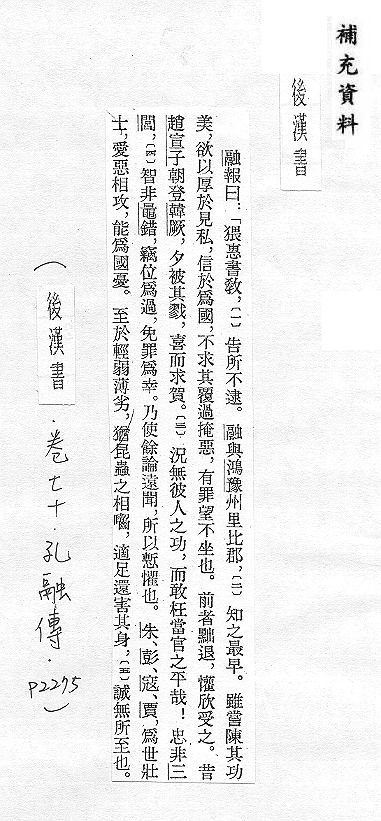 補充資料
後漢書
融報曰：「猥惠書教，〔一〕告所不逮。融與鴻豫州里比郡，〔二〕知之最早。雖嘗陳其功
美，欲以厚於見私，信於爲國，不求其覆過掩惡，有罪望不坐也。前者黜退，懽欣受之。昔
趙宣子朝登韓厥，夕被其戮，喜而求賀。〔三〕況無彼人之功，而敢枉當官之平哉！忠非三
閭，〔四〕智非鼂錯，竊位爲過，免罪爲幸。乃使餘論遠聞，所以慙懼也。朱、彭、寇、賈，爲世壯
士，愛惡相攻，能爲國憂。至於輕弱薄劣，猶昆蟲之相嚙，適足還害其身，〔五〕誠無所至也。
（後漢書．卷七十．孔融傳．P2275）